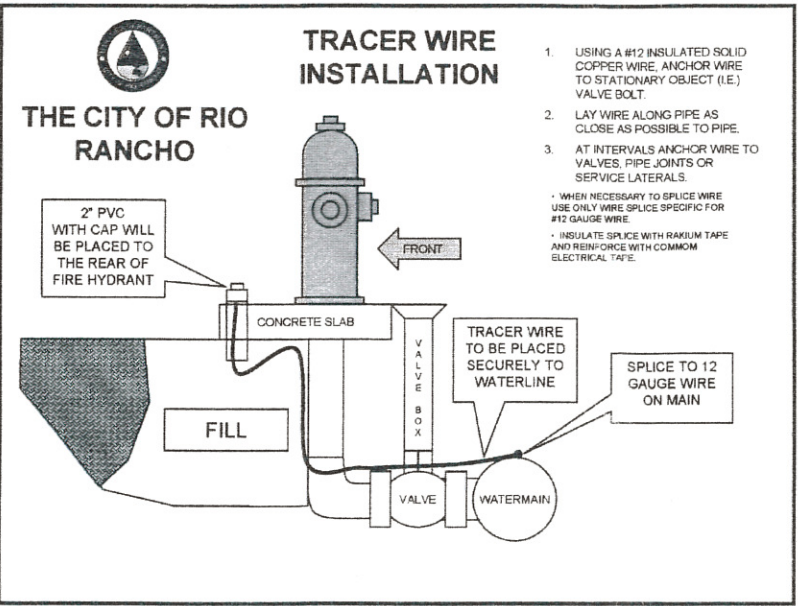 TRACER WIRE
INSTALLATION
THE CITY OF RIO
RANCHO
1. USING A #12 INSULATED SOLID
COPPER WIRE, ANCHOR WIRE
TO STATIONARY OBJECT (I.E.)
VALVE BOLT.
2. LAY WIRE ALONG PIPE AS
CLOSE AS POSSIBLE TO PIPE.
3. AT INTERVALS ANCHOR WIRE TO
VALVES, PIPE JOINTS OR
SERVICE LATERALS.
· WHEN NECESSARY TO SPLICE WIRE
USE ONLY WIRE SPLICE SPECIFIC FOR
#12 GAUGE WIRE.
· INSULATE SPLICE WITH RAKIUM TAPE
AND REINFORCE WITH COMMOM
ELECTRICAL TAPE.
2" PVC
WITH CAP WILL
BE PLACED TO
THE REAR OF
FIRE HYDRANT
FRONT
CONCRETE SLAB
VALVE BOX
TRACER WIRE
TO BE PLACED
SECURELY TO
WATERLINE
SPLICE TO 12
GAUGE WIRE
ON MAIN
FILL
VALVE
WATERMAIN